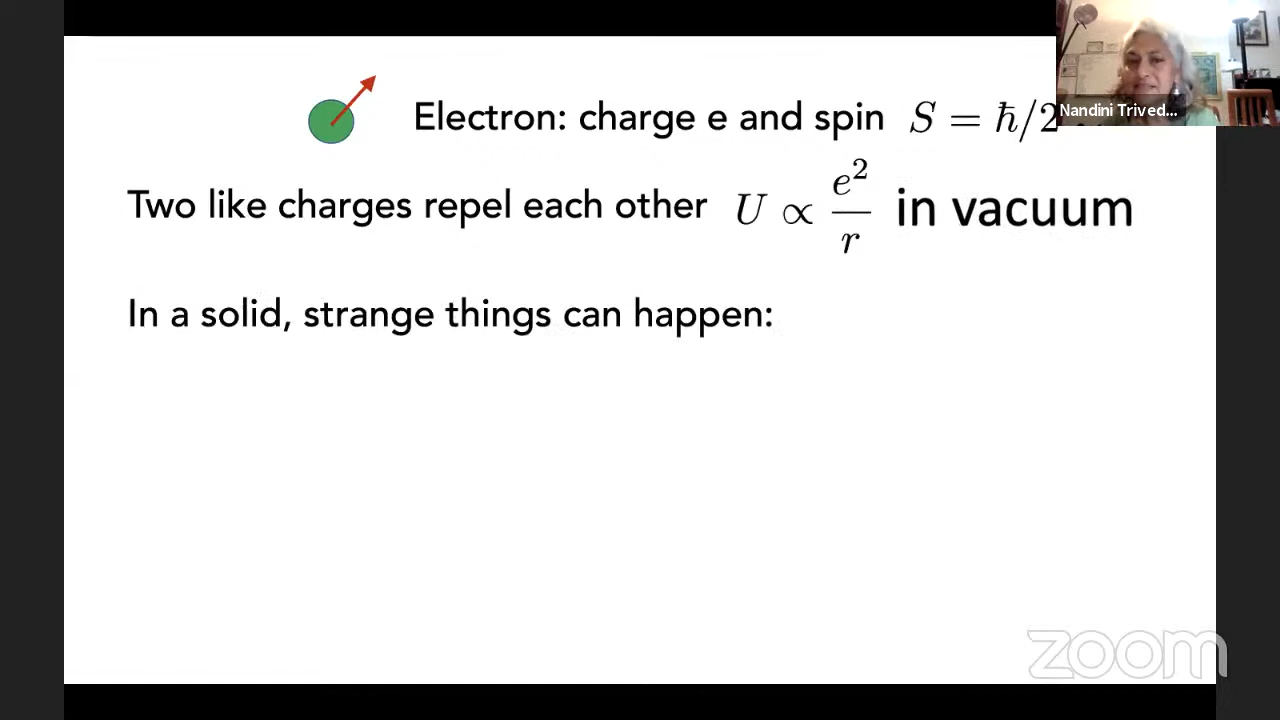 Electron: charge e and spin S = ħ/2
Nandini Trived...
Two like charges repel each other U ∝ e²/r in vacuum
In a solid, strange things can happen:
zoom